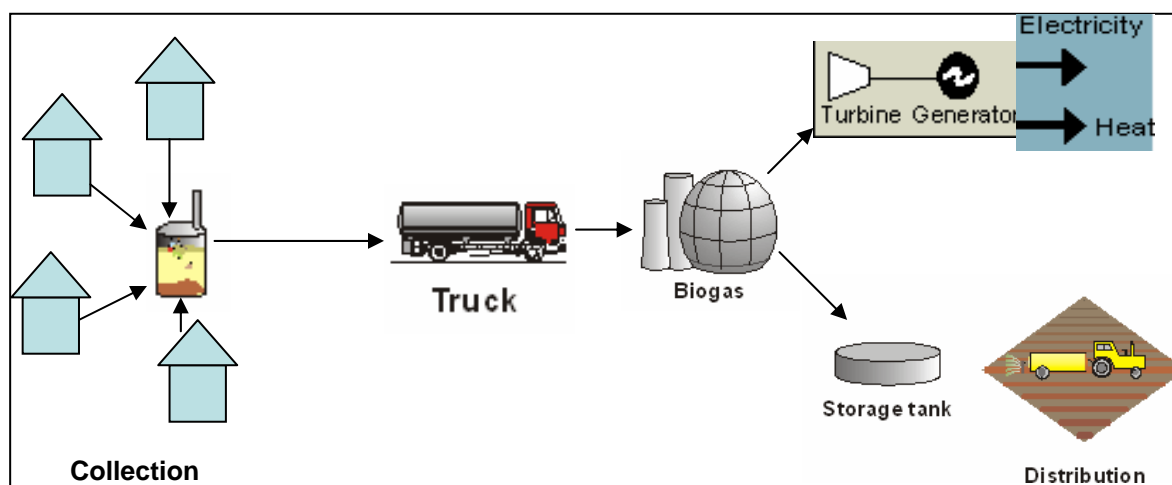 Electricity
Turbine Generator
Heat
Truck
Biogas
Storage tank
Collection
Distribution